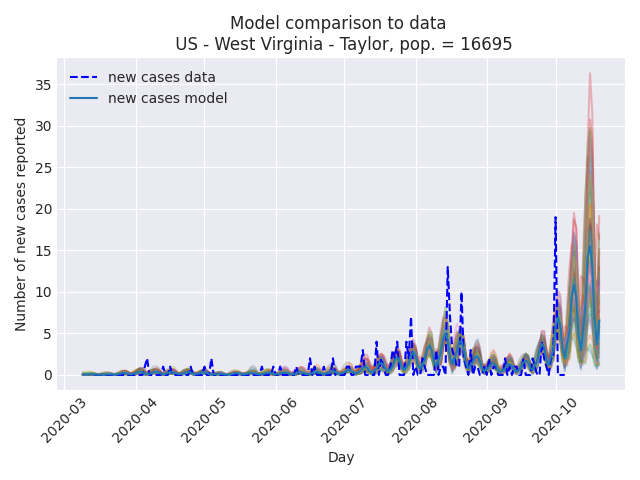 Model comparison to data
US - West Virginia - Taylor, pop. = 16695
new cases data
new cases model
Number of new cases reported
35
30
25
20
15
10
5
0
2020-03
2020-04
2020-05
2020-06
2020-07
2020-08
2020-09
2020-10
Day